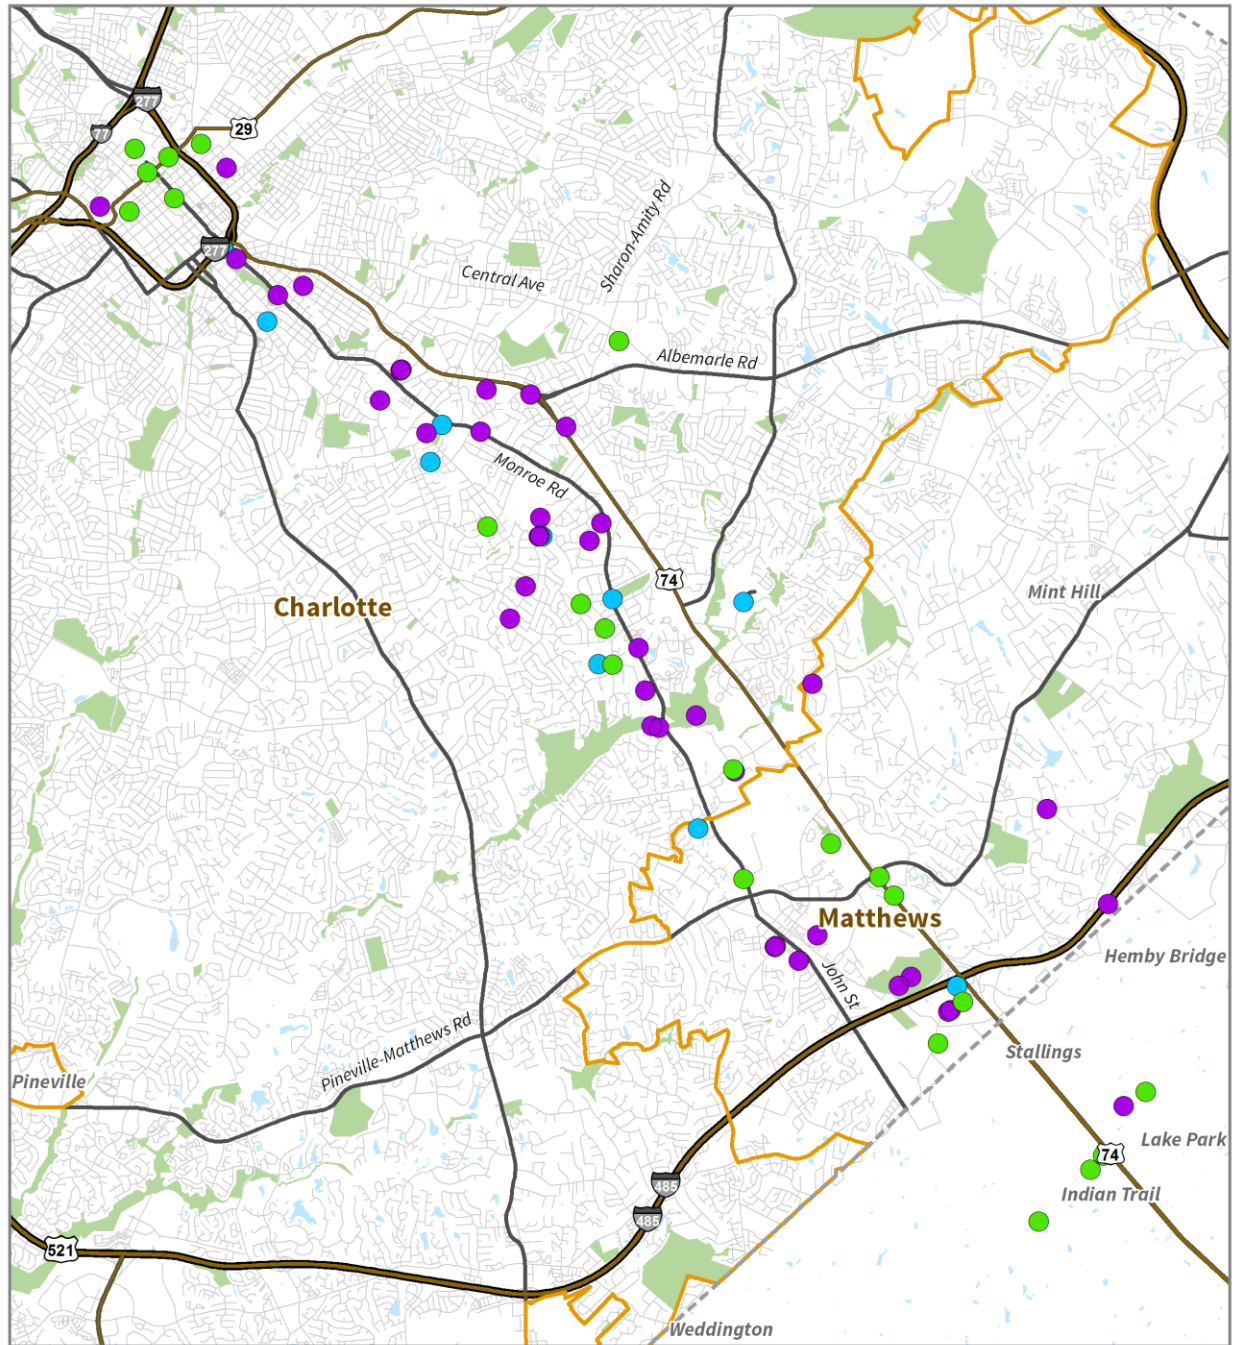 277
77
29
277
Sharon-Amity Rd
Central Ave
Albemarle Rd
Monroe Rd
74
Mint Hill
Charlotte
Matthews
Hemby Bridge
John St
Pineville-Matthews Rd
Stallings
Pineville
Lake Park
74
485
Indian Trail
485
521
Weddington